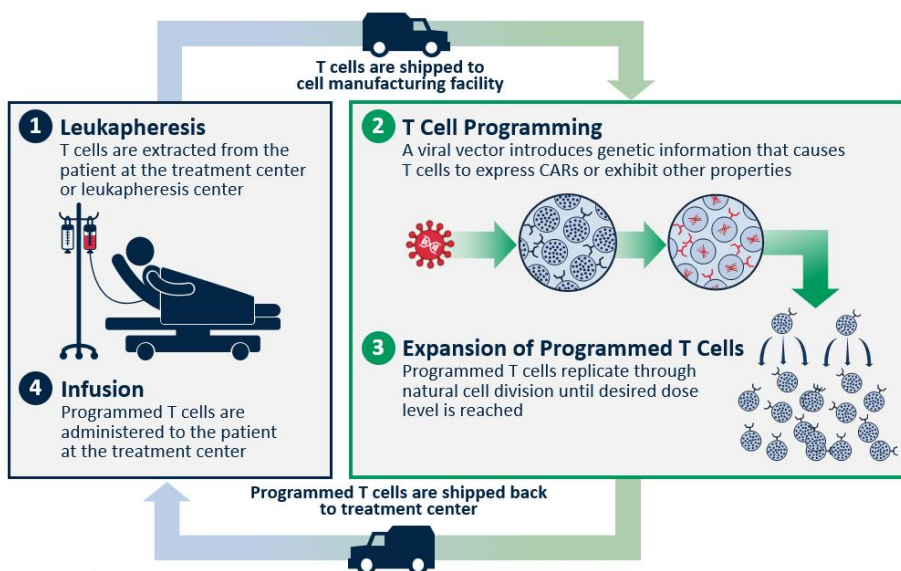 T cells are shipped to
cell manufacturing facility
1 Leukapheresis
T cells are extracted from the
patient at the treatment center
or leukapheresis center
4 Infusion
Programmed T cells are
administered to the patient
at the treatment center
2 T Cell Programming
A viral vector introduces genetic information that causes
T cells to express CARs or exhibit other properties
3 Expansion of Programmed T Cells
Programmed T cells replicate through
natural cell division until desired dose
level is reached
Programmed T cells are shipped back
to treatment center